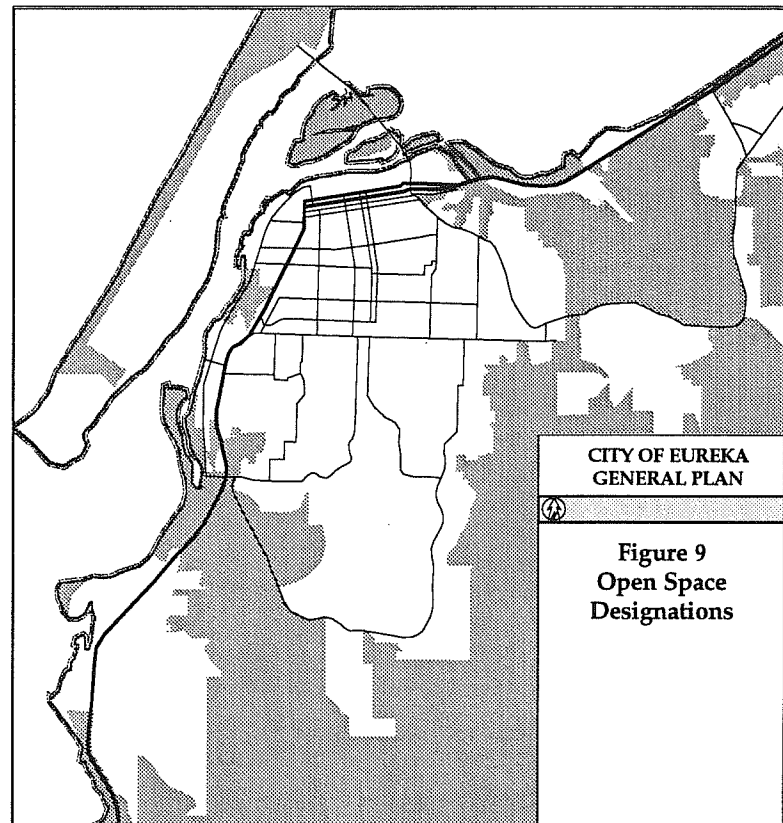 CITY OF EUREKA
GENERAL PLAN
Figure 9
Open Space
Designations